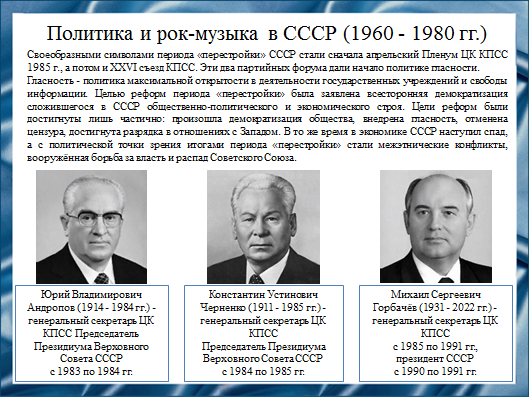 Политика и рок-музыка в СССР (1960 - 1980 гг.)
Своеобразными символами периода «перестройки» СССР стали сначала апрельский Пленум ЦК КПСС
1985 г., а потом и XXVI съезд КПСС. Эти два партийных форума дали начало политике гласности.
Гласность - политика максимальной открытости в деятельности государственных учреждений и свободы
информации. Целью реформ периода «перестройки» была заявлена всесторонняя демократизация
сложившегося в СССР общественно-политического и экономического строя. Цели реформ были
достигнуты лишь частично: произошла демократизация общества, внедрена гласность, отменена
цензура, достигнута разрядка в отношениях с Западом. В то же время в экономике СССР наступил спад,
а с политической точки зрения итогами периода «перестройки» стали межэтнические конфликты,
вооружённая борьба за власть и распад Советского Союза.
Юрий Владимирович
Андропов (1914 - 1984 гг.) -
генеральный секретарь ЦК
КПСС Председатель
Президиума Верховного
Совета СССР
с 1983 по 1984 гг.
Константин Устинович
Черненко (1911 - 1985 гг.) -
генеральный секретарь ЦК
КПСС
Председатель Президиума
Верховного Совета СССР
с 1984 по 1985 гг.
Михаил Сергеевич
Горбачёв (1931 - 2022 гг.) -
генеральный секретарь ЦК
КПСС
с 1985 по 1991 гг.,
президент СССР
с 1990 по 1991 гг.